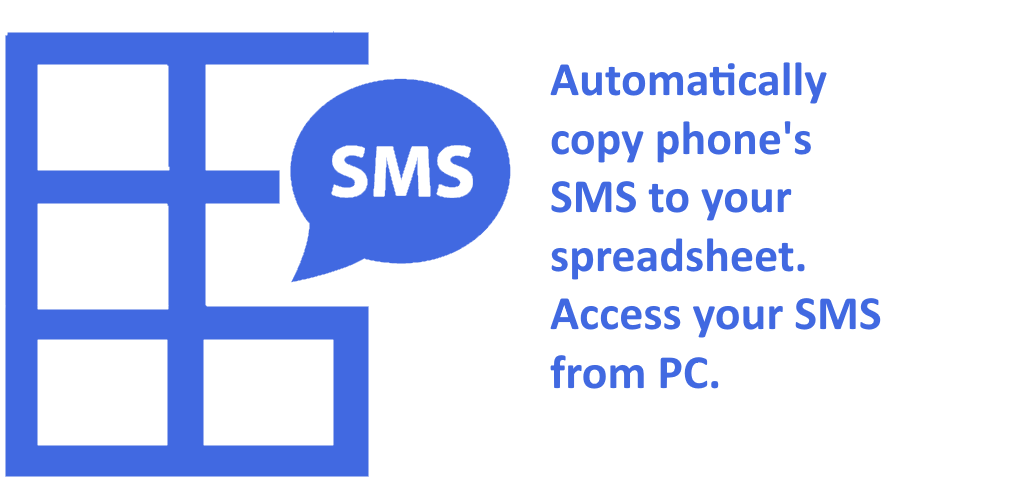 SMS
Automatically
copy phone's
SMS to your
spreadsheet.
Access your SMS
from PC.